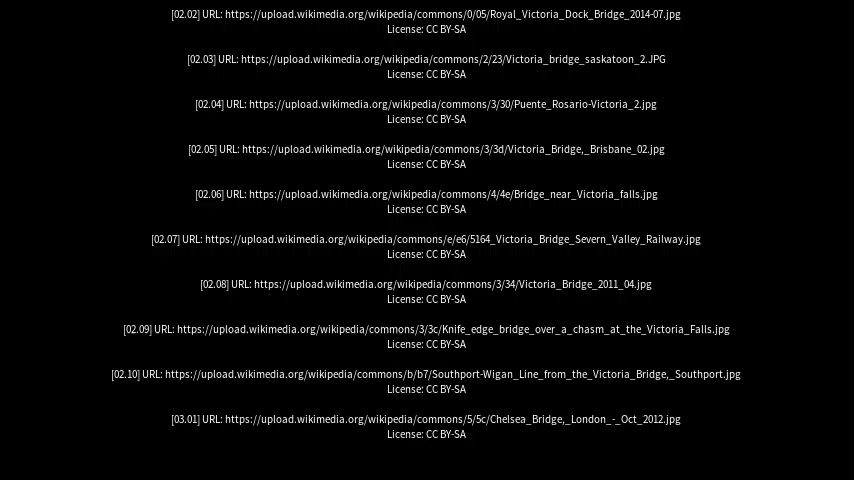 [02.02] URL: https://upload.wikimedia.org/wikipedia/commons/0/05/Royal_Victoria_Dock_Bridge_2014-07.jpg
License: CC BY-SA
[02.03] URL: https://upload.wikimedia.org/wikipedia/commons/2/23/Victoria_bridge_saskatoon_2.JPG
License: CC BY-SA
[02.04] URL: https://upload.wikimedia.org/wikipedia/commons/3/30/Puente_Rosario-Victoria_2.jpg
License: CC BY-SA
[02.05] URL: https://upload.wikimedia.org/wikipedia/commons/3/3d/Victoria_Bridge,_Brisbane_02.jpg
License: CC BY-SA
[02.06] URL: https://upload.wikimedia.org/wikipedia/commons/4/4e/Bridge_near_Victoria_falls.jpg
License: CC BY-SA
[02.07] URL: https://upload.wikimedia.org/wikipedia/commons/e/e6/5164_Victoria_Bridge_Severn_Valley_Railway.jpg
License: CC BY-SA
[02.08] URL: https://upload.wikimedia.org/wikipedia/commons/3/34/Victoria_Bridge_2011_04.jpg
License: CC BY-SA
[02.09] URL: https://upload.wikimedia.org/wikipedia/commons/3/3c/Knife_edge_bridge_over_a_chasm_at_the_Victoria_Falls.jpg
License: CC BY-SA
[02.10] URL: https://upload.wikimedia.org/wikipedia/commons/b/b7/Southport-Wigan_Line_from_the_Victoria_Bridge,_Southport.jpg
License: CC BY-SA
[03.01] URL: https://upload.wikimedia.org/wikipedia/commons/5/5c/Chelsea_Bridge,_London_-_Oct_2012.jpg
License: CC BY-SA